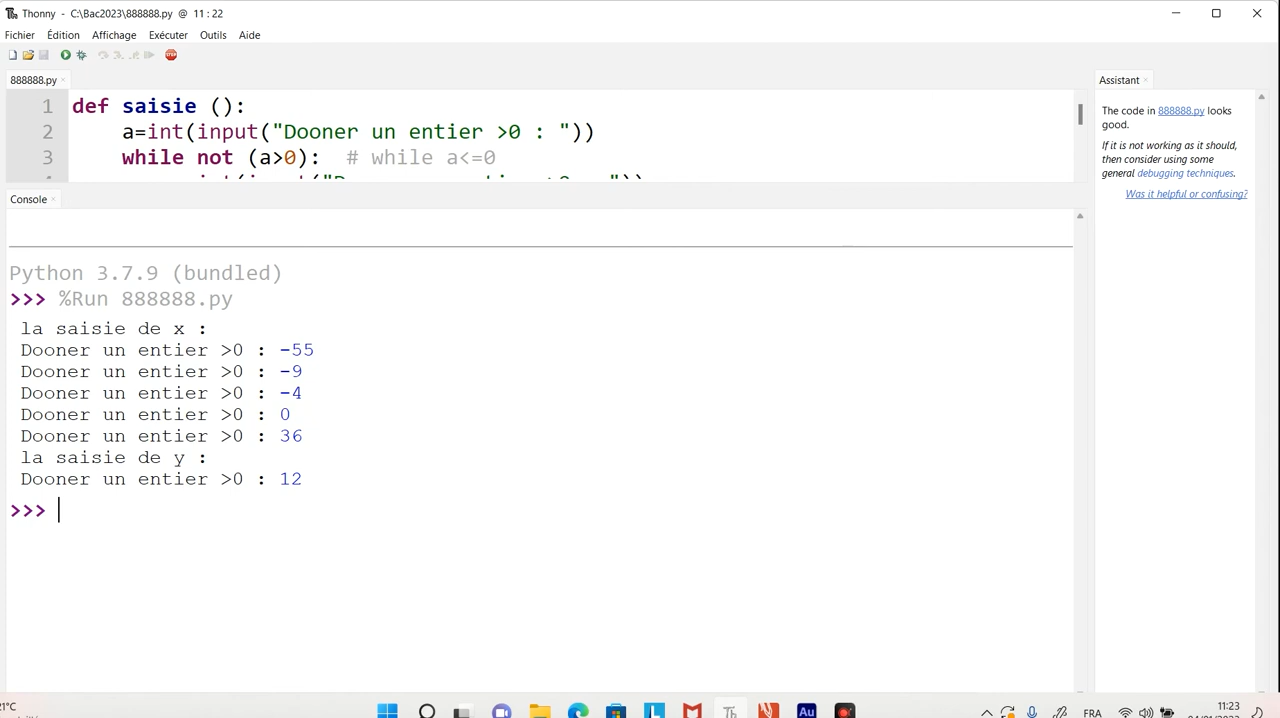 Thonny - C:\Bac2023\888888.py @ 11 : 22
Fichier Édition Affichage Exécuter Outils Aide
888888.py ×
1 def saisie ():
2 a=int(input("Dooner un entier >0 : "))
3 while not (a>0): # while a<=0
Console ×
Python 3.7.9 (bundled)
>>> %Run 888888.py
la saisie de x :
Dooner un entier >0 : -55
Dooner un entier >0 : -9
Dooner un entier >0 : -4
Dooner un entier >0 : 0
Dooner un entier >0 : 36
la saisie de y :
Dooner un entier >0 : 12
>>>
Assistant ×
The code in 888888.py looks
good.
If it is not working as it should,
then consider using some
general debugging techniques.
Was it helpful or confusing?
FRA
11:23